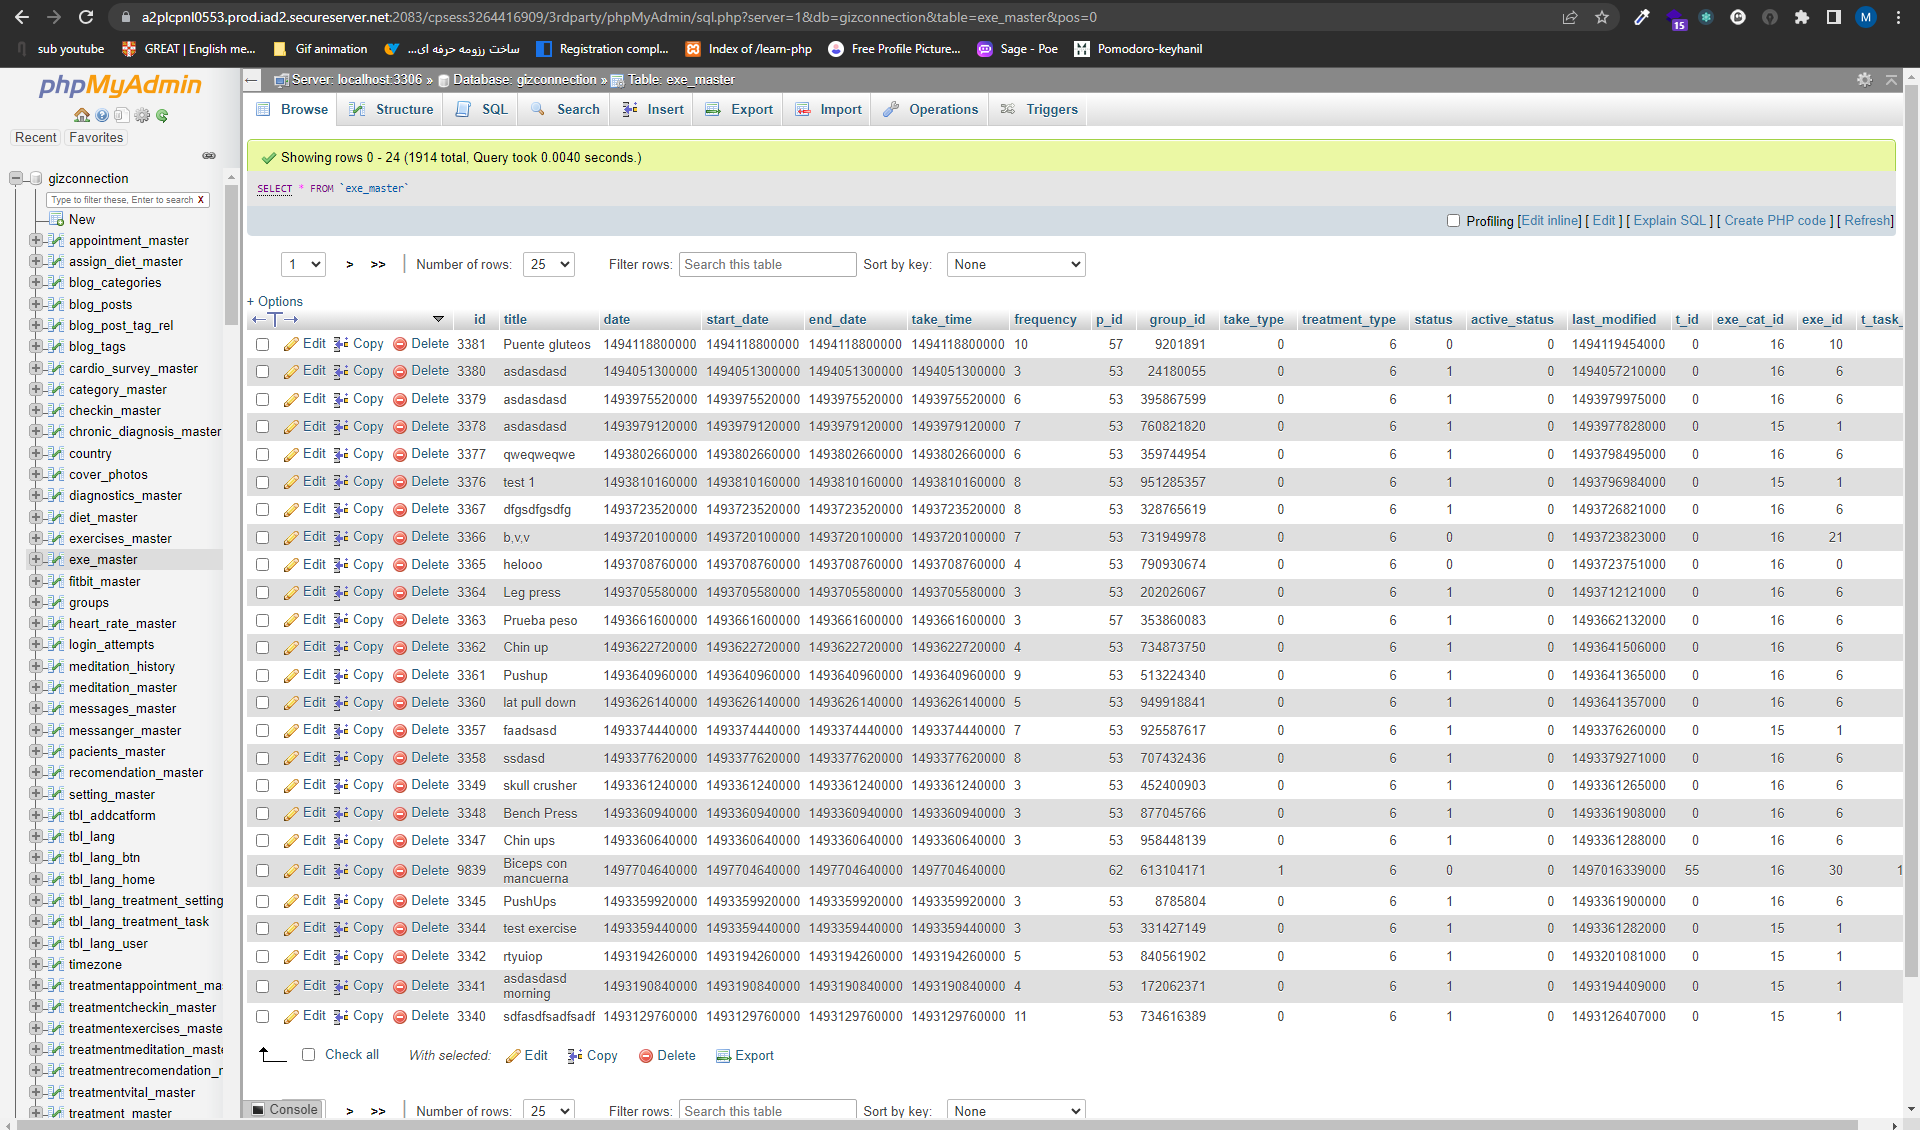 a2plcpnl0553.prod.iad2.secureserver.net:2083/cpsess3264416909/3rdparty/phpMyAdmin/sql.php?server=1&db=gizconnection&table=exe_master&pos=0
15
M
sub youtube
GREAT | English me...
Gif animation
ساخت رزومه حرفه ای...
Registration compl...
Index of /learn-php
Free Profile Picture...
Sage - Poe
Pomodoro-keyhanil
phpMyAdmin
Recent Favorites
gizconnection
Type to filter these, Enter to search X
New
appointment_master
assign_diet_master
blog_categories
blog_posts
blog_post_tag_rel
blog_tags
cardio_survey_master
category_master
checkin_master
chronic_diagnosis_master
country
cover_photos
diagnostics_master
diet_master
exercises_master
exe_master
fitbit_master
groups
heart_rate_master
login_attempts
meditation_history
meditation_master
messages_master
messanger_master
pacients_master
recomendation_master
setting_master
tbl_addcatform
tbl_lang
tbl_lang_btn
tbl_lang_home
tbl_lang_treatment_setting
tbl_lang_treatment_task
tbl_lang_user
timezone
treatmentappointment_ma
treatmentcheckin_master
treatmentexercises_maste
treatmentmeditation_mast
treatmentrecomendation_r
treatmentvital_master
treatment_master
Server: localhost:3306 » Database: gizconnection » Table: exe_master
Browse Structure SQL Search Insert Export Import Operations Triggers
Showing rows 0 - 24 (1914 total, Query took 0.0040 seconds.)
SELECT * FROM `exe_master`
Profiling [Edit inline] [ Edit ] [ Explain SQL ] [ Create PHP code ] [ Refresh]
1 > >> | Number of rows: 25 Filter rows: Search this table Sort by key: None
+ Options
←T→ id title date start_date end_date take_time frequency p_id group_id take_type treatment_type status active_status last_modified t_id exe_cat_id exe_id t_task_
Edit Copy Delete 3381 Puente gluteos 1494118800000 1494118800000 1494118800000 1494118800000 10 57 9201891 0 6 0 0 1494119454000 0 16 10
Edit Copy Delete 3380 asdasdasd 1494051300000 1494051300000 1494051300000 1494051300000 3 53 24180055 0 6 1 0 1494057210000 0 16 6
Edit Copy Delete 3379 asdasdasd 1493975520000 1493975520000 1493975520000 1493975520000 6 53 395867599 0 6 1 0 1493979975000 0 16 6
Edit Copy Delete 3378 asdasdasd 1493979120000 1493979120000 1493979120000 1493979120000 7 53 760821820 0 6 1 0 1493977828000 0 15 1
Edit Copy Delete 3377 qweqweqwe 1493802660000 1493802660000 1493802660000 1493802660000 6 53 359744954 0 6 1 0 1493798495000 0 16 6
Edit Copy Delete 3376 test 1 1493810160000 1493810160000 1493810160000 1493810160000 8 53 951285357 0 6 1 0 1493796984000 0 15 1
Edit Copy Delete 3367 dfgsdfgsdfg 1493723520000 1493723520000 1493723520000 1493723520000 8 53 328765619 0 6 1 0 1493726821000 0 16 6
Edit Copy Delete 3366 b,v,v 1493720100000 1493720100000 1493720100000 1493720100000 7 53 731949978 0 6 0 0 1493723823000 0 16 21
Edit Copy Delete 3365 helooo 1493708760000 1493708760000 1493708760000 1493708760000 4 53 790930674 0 6 0 0 1493723751000 0 16 0
Edit Copy Delete 3364 Leg press 1493705580000 1493705580000 1493705580000 1493705580000 3 53 202026067 0 6 1 0 1493712121000 0 16 6
Edit Copy Delete 3363 Prueba peso 1493661600000 1493661600000 1493661600000 1493661600000 3 57 353860083 0 6 1 0 1493662132000 0 16 6
Edit Copy Delete 3362 Chin up 1493622720000 1493622720000 1493622720000 1493622720000 4 53 734873750 0 6 1 0 1493641506000 0 16 6
Edit Copy Delete 3361 Pushup 1493640960000 1493640960000 1493640960000 1493640960000 9 53 513224340 0 6 1 0 1493641365000 0 16 6
Edit Copy Delete 3360 lat pull down 1493626140000 1493626140000 1493626140000 1493626140000 5 53 949918841 0 6 1 0 1493641357000 0 16 6
Edit Copy Delete 3357 faadsasd 1493374440000 1493374440000 1493374440000 1493374440000 7 53 925587617 0 6 1 0 1493376260000 0 15 1
Edit Copy Delete 3358 ssdasd 1493377620000 1493377620000 1493377620000 1493377620000 8 53 707432436 0 6 1 0 1493379271000 0 16 6
Edit Copy Delete 3349 skull crusher 1493361240000 1493361240000 1493361240000 1493361240000 3 53 452400903 0 6 1 0 1493361265000 0 16 6
Edit Copy Delete 3348 Bench Press 1493360940000 1493360940000 1493360940000 1493360940000 3 53 877045766 0 6 1 0 1493361908000 0 16 6
Edit Copy Delete 3347 Chin ups 1493360640000 1493360640000 1493360640000 1493360640000 3 53 958448139 0 6 1 0 1493361288000 0 16 6
Edit Copy Delete 9839 Biceps con mancuerna 1497704640000 1497704640000 1497704640000 1497704640000 62 613104171 1 6 0 0 1497016339000 55 16 30 1
Edit Copy Delete 3345 PushUps 1493359920000 1493359920000 1493359920000 1493359920000 3 53 8785804 0 6 1 0 1493361900000 0 16 6
Edit Copy Delete 3344 test exercise 1493359440000 1493359440000 1493359440000 1493359440000 3 53 331427149 0 6 1 0 1493361282000 0 15 1
Edit Copy Delete 3342 rtyuiop 1493194260000 1493194260000 1493194260000 1493194260000 5 53 840561902 0 6 1 0 1493201081000 0 15 1
Edit Copy Delete 3341 asdasdasd morning 1493190840000 1493190840000 1493190840000 1493190840000 4 53 172062371 0 6 1 0 1493194409000 0 15 1
Edit Copy Delete 3340 sdfasdfsadfsadf 1493129760000 1493129760000 1493129760000 1493129760000 11 53 734616389 0 6 1 0 1493126407000 0 15 1
Check all With selected: Edit Copy Delete Export
Console > >> | Number of rows: 25 Filter rows: Search this table Sort by key: None